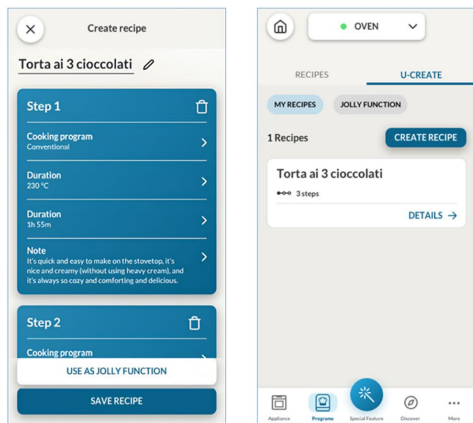 Create recipe
Torta ai 3 cioccolati
Step 1
Cooking program
Conventional
Duration
230 °C
Duration
1h 55m
Note
It's quick and easy to make on the stovetop, it's
nice and creamy (without using heavy cream), and
it's always so cozy and comforting and delicious.
Step 2
Cooking program
USE AS JOLLY FUNCTION
SAVE RECIPE
OVEN
RECIPES
U-CREATE
MY RECIPES
JOLLY FUNCTION
1 Recipes
CREATE RECIPE
Torta ai 3 cioccolati
3 steps
DETAILS
Appliance
Programs
Special Feature
Discover
More